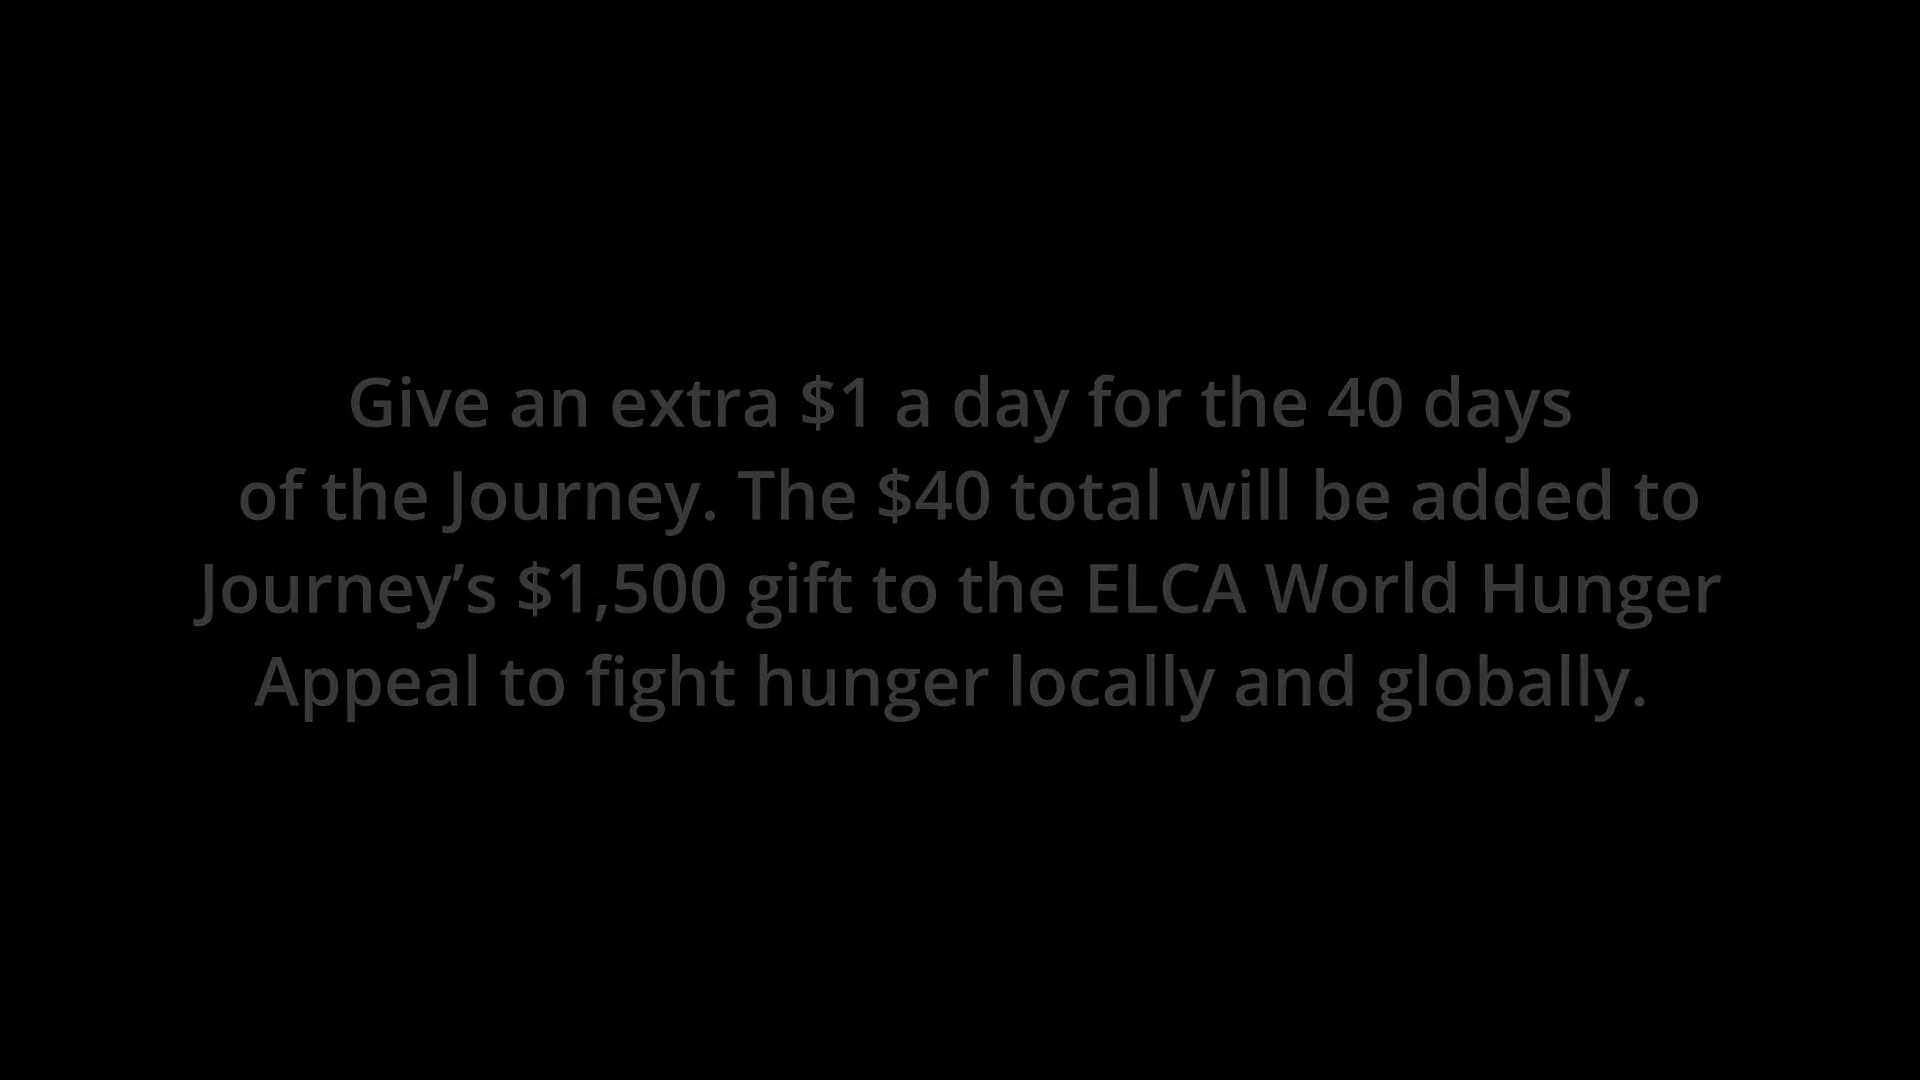 Give an extra $1 a day for the 40 days
of the Journey. The $40 total will be added to
Journey’s $1,500 gift to the ELCA World Hunger
Appeal to fight hunger locally and globally.